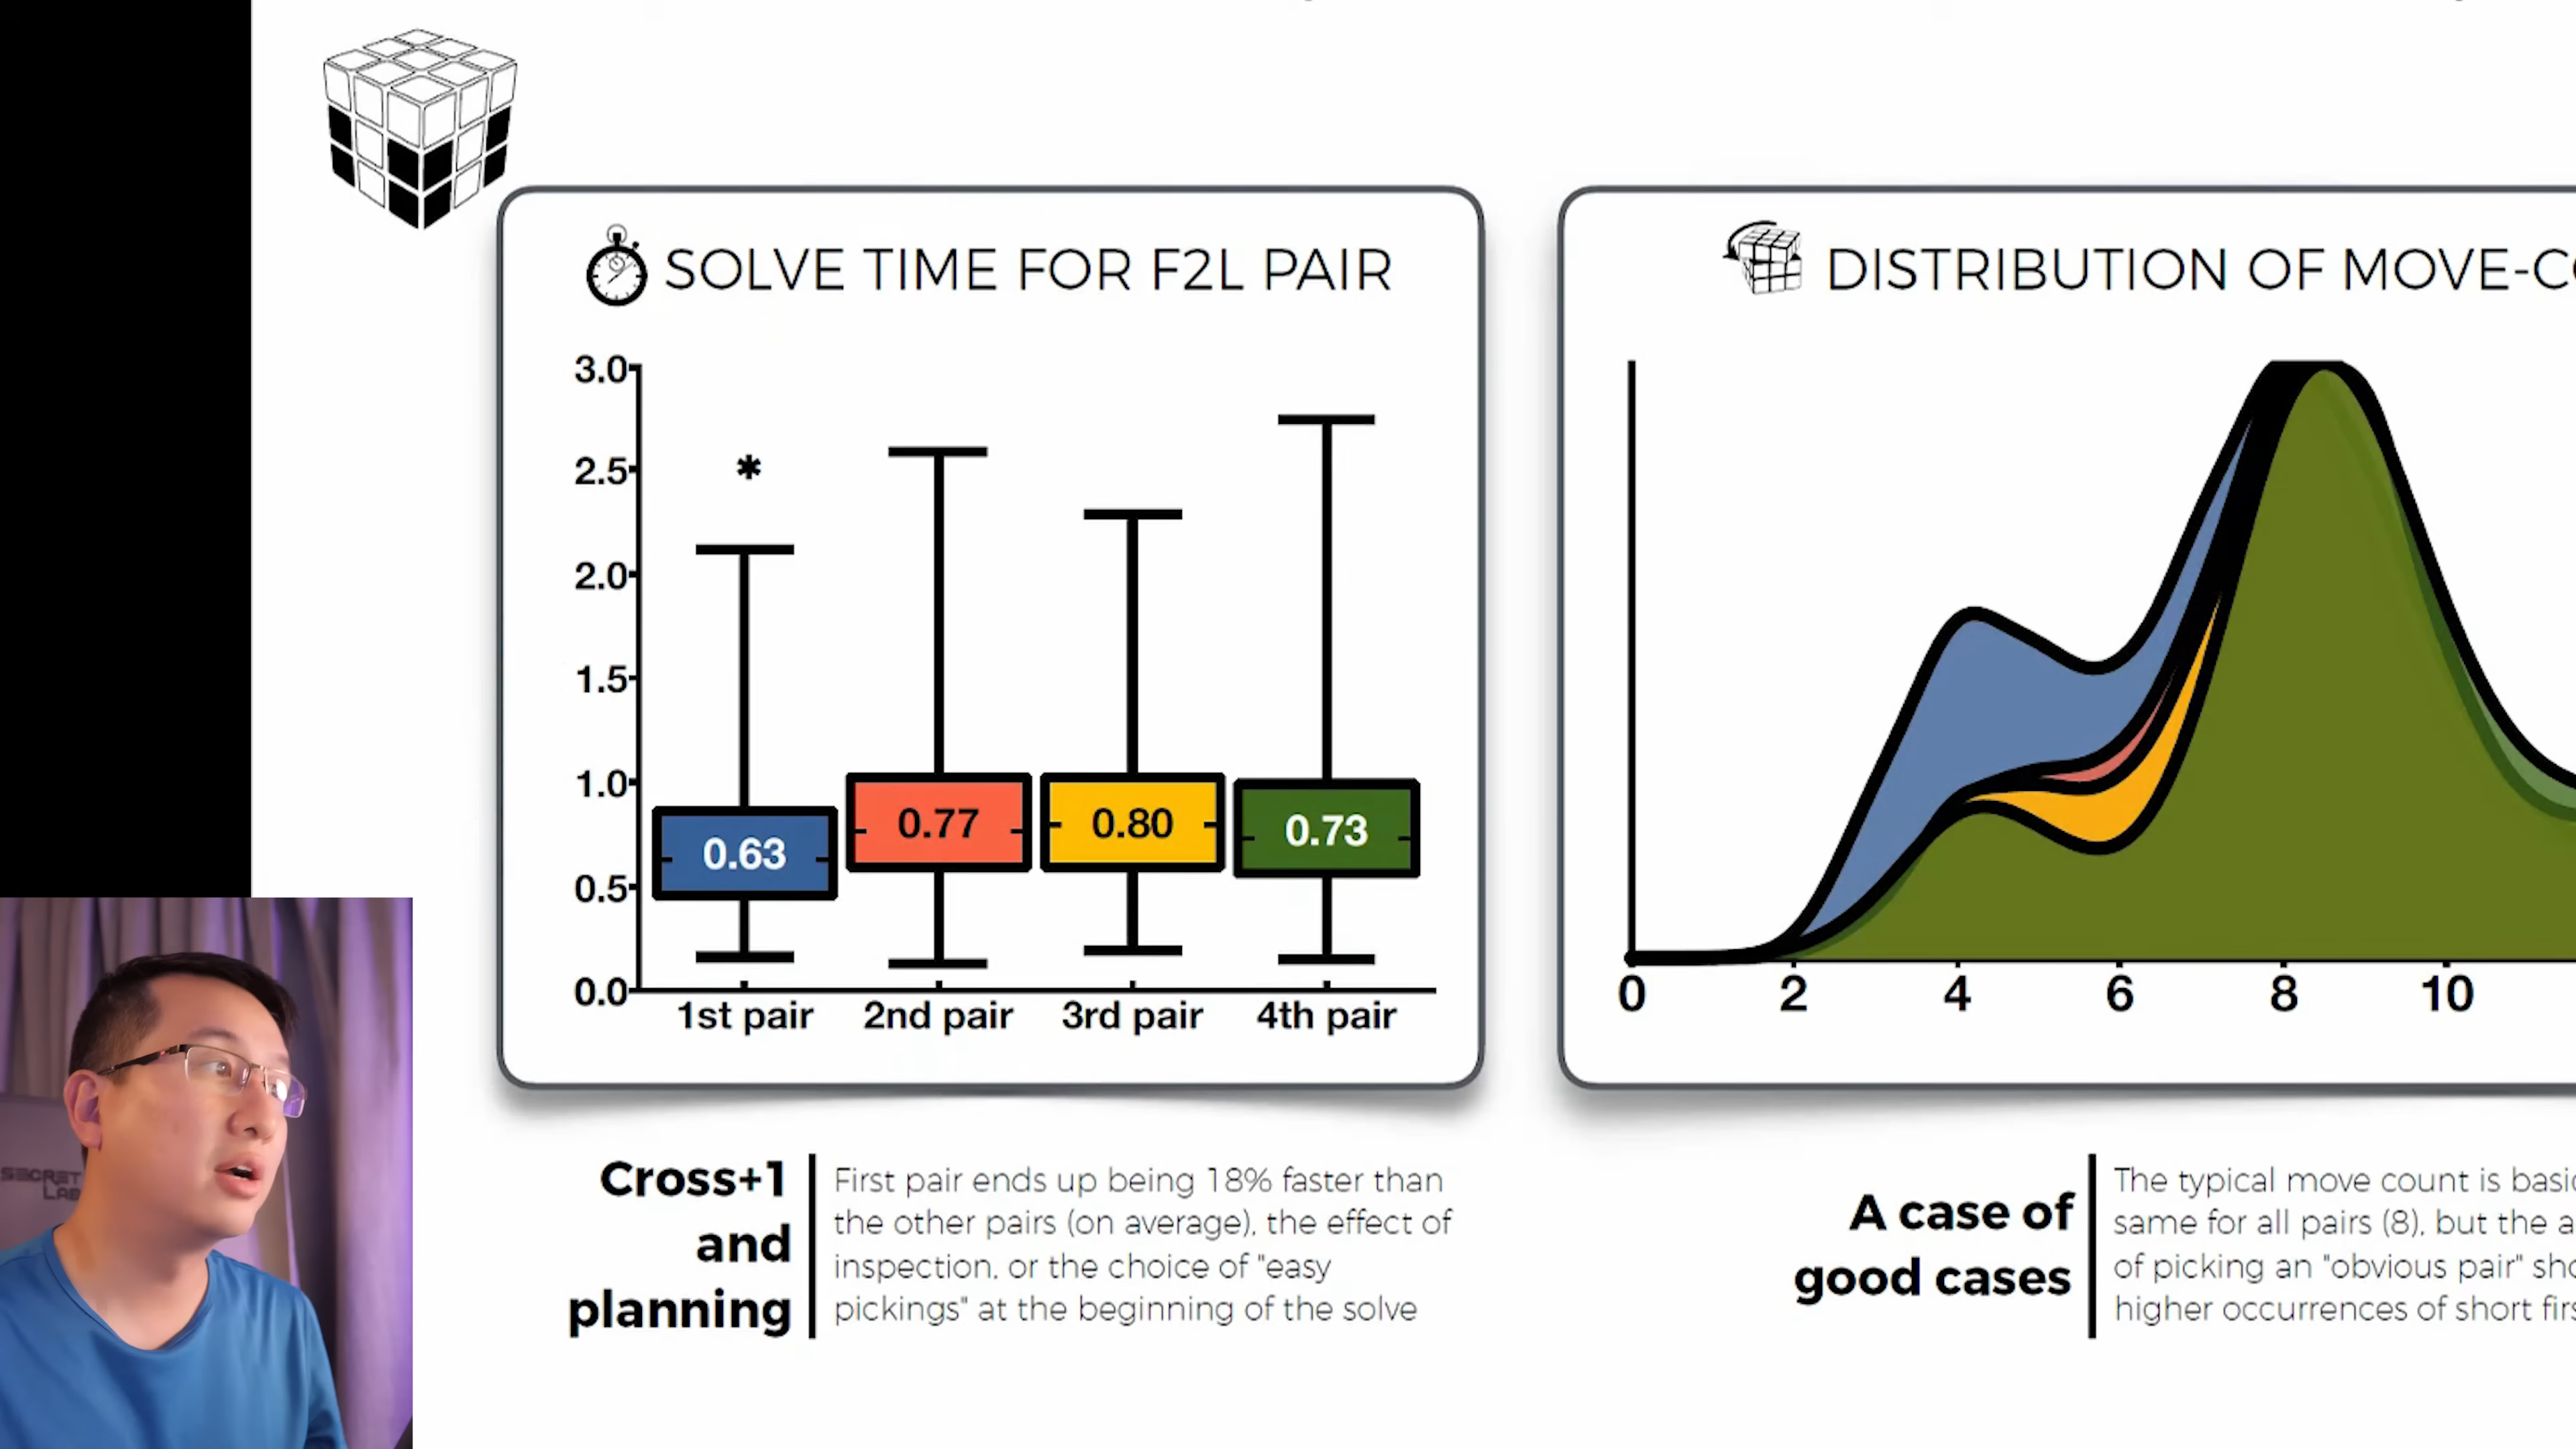 SOLVE TIME FOR F2L PAIR
3.0
2.5
2.0
1.5
1.0
0.5
0.0
*
0.63
0.77
0.80
0.73
1st pair 2nd pair 3rd pair 4th pair
Cross+1
and
planning
First pair ends up being 18% faster than
the other pairs (on average), the effect of
inspection, or the choice of "easy
pickings" at the beginning of the solve
DISTRIBUTION OF MOVE-C
0 2 4 6 8 10
A case of
good cases
The typical move count is basic
same for all pairs (8), but the a
of picking an "obvious pair" sho
higher occurrences of short firs
SECRET
LAB